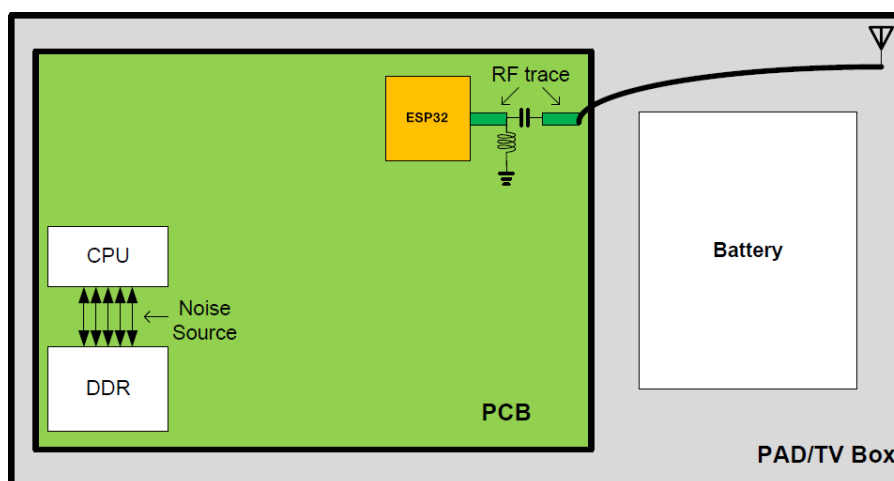 RF trace
ESP32
CPU
Noise
Source
DDR
Battery
PCB
PAD/TV Box